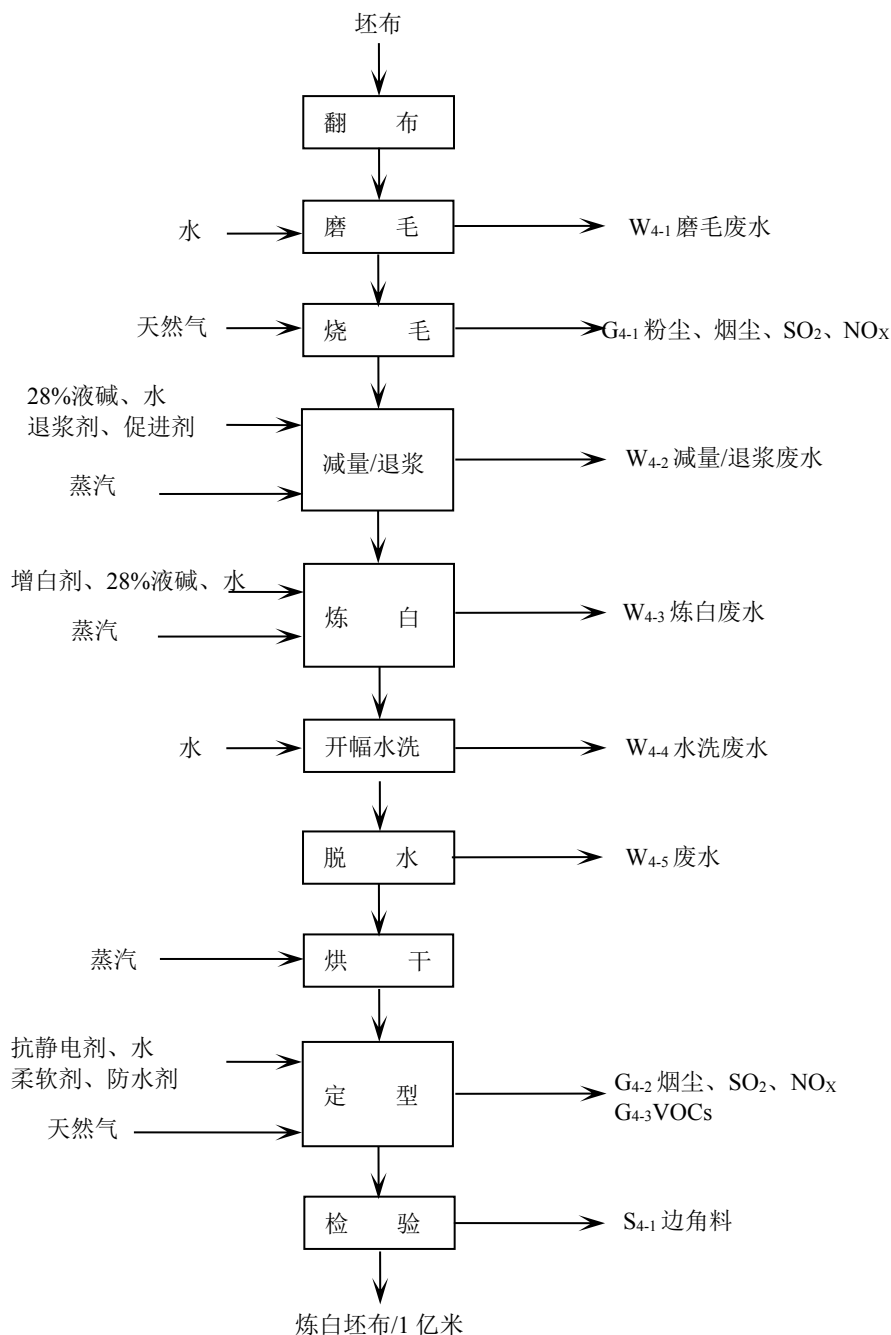 坯布
翻 布
水
磨 毛
W4-1 磨毛废水
天然气
烧 毛
G4-1 粉尘、烟尘、SO2、NOX
28%液碱、水
退浆剂、促进剂
蒸汽
减量/退浆
W4-2 减量/退浆废水
增白剂、28%液碱、水
蒸汽
炼 白
W4-3 炼白废水
水
开幅水洗
W4-4 水洗废水
脱 水
W4-5 废水
蒸汽
烘 干
抗静电剂、水
柔软剂、防水剂
天然气
定 型
G4-2 烟尘、SO2、NOX
G4-3VOCs
检 验
S4-1 边角料
炼白坯布/1 亿米